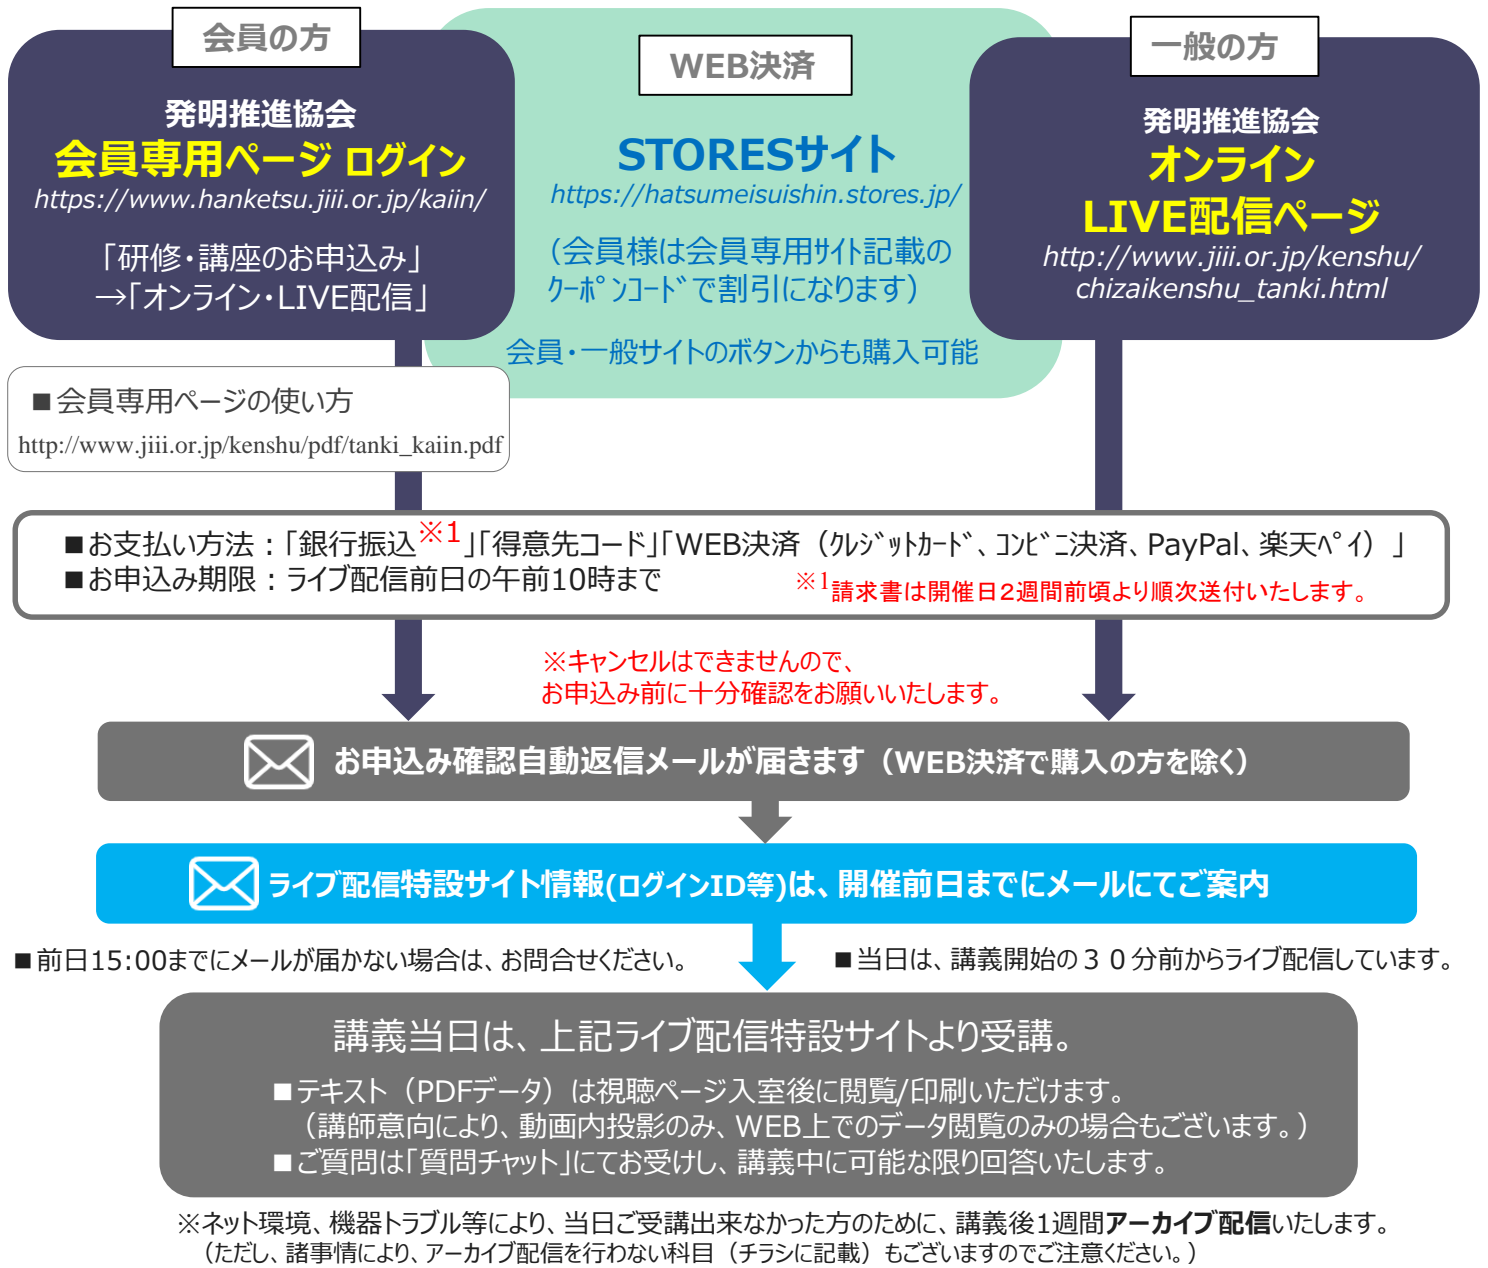 会員の方
発明推進協会
会員専用ページ ログイン
https://www.hanketsu.jiii.or.jp/kaiin/
「研修・講座のお申込み」
→「オンライン・LIVE配信」
WEB決済
STORESサイト
https://hatsumeisuishin.stores.jp/
（会員様は会員専用ｻｲﾄ記載の
ｸｰﾎﾟﾝｺｰﾄﾞで割引になります）
会員・一般サイトのボタンからも購入可能
一般の方
発明推進協会
オンライン
LIVE配信ページ
http://www.jiii.or.jp/kenshu/
chizaikenshu_tanki.html
■会員専用ページの使い方
http://www.jiii.or.jp/kenshu/pdf/tanki_kaiin.pdf
■お支払い方法：「銀行振込※1」「得意先コード」「WEB決済（ｸﾚｼﾞｯﾄｶｰﾄﾞ、ｺﾝﾋﾞﾆ決済、PayPal、楽天ﾍﾟｲ）」
■お申込み期限：ライブ配信前日の午前10時まで
※1請求書は開催日2週間前頃より順次送付いたします。
※キャンセルはできませんので、
お申込み前に十分確認をお願いいたします。
お申込み確認自動返信メールが届きます（WEB決済で購入の方を除く）
ライブ配信特設サイト情報(ログインID等)は、開催前日までにメールにてご案内
■前日15:00までにメールが届かない場合は、お問合せください。
■当日は、講義開始の３０分前からライブ配信しています。
講義当日は、上記ライブ配信特設サイトより受講。
■テキスト（PDFデータ）は視聴ページ入室後に閲覧/印刷いただけます。
（講師意向により、動画内投影のみ、WEB上でのデータ閲覧のみの場合もございます。）
■ご質問は「質問チャット」にてお受けし、講義中に可能な限り回答いたします。
※ネット環境、機器トラブル等により、当日ご受講出来なかった方のために、講義後1週間アーカイブ配信いたします。
（ただし、諸事情により、アーカイブ配信を行わない科目（チラシに記載）もございますのでご注意ください。）